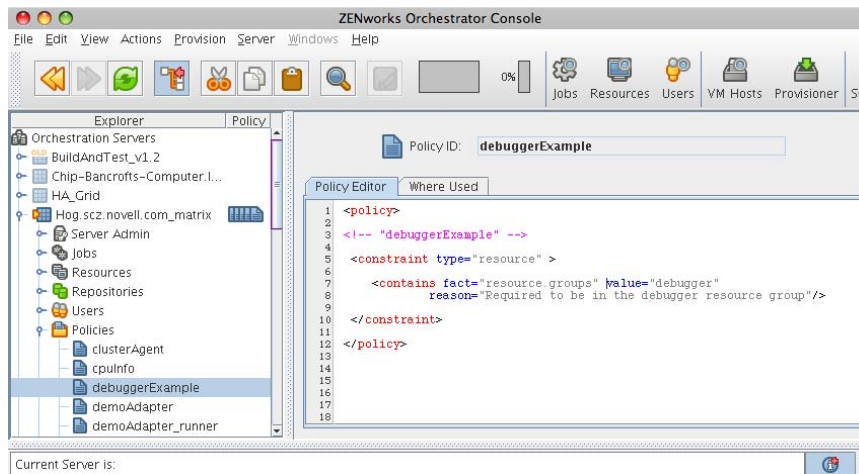 ZENworks Orchestrator Console
File Edit View Actions Provision Server Windows Help
0%
Jobs Resources Users VM Hosts Provisioner
Explorer Policy
Orchestration Servers
OLD BuildAndTest_v1.2
Chip-Bancrofts-Computer.l...
HA_Grid
Hog.scz.novell.com_matrix
Server Admin
Jobs
Resources
Repositories
Users
Policies
clusterAgent
cpuInfo
debuggerExample
demoAdapter
demoAdapter_runner
Policy ID: debuggerExample
Policy Editor Where Used
1 <policy>
2
3 <!-- "debuggerExample" -->
4
5 <constraint type="resource" >
6
7 <contains fact="resource.groups" value="debugger"
8 reason="Required to be in the debugger resource group"/>
9
10 </constraint>
11
12 </policy>
13
14
15
16
17
18
Current Server is: